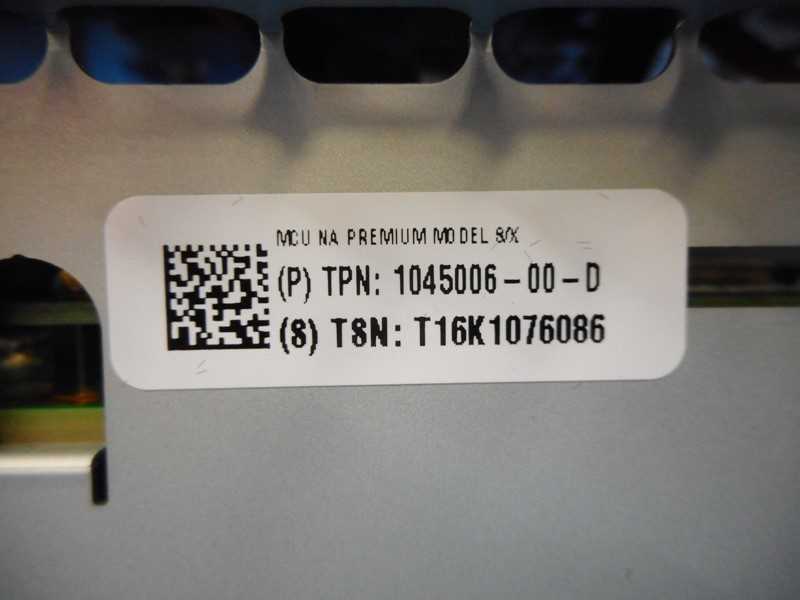 MCU NA PREMIUM MODEL S/X
(P) TPN: 1045006-00-D
(S) TSN: T16K1076086